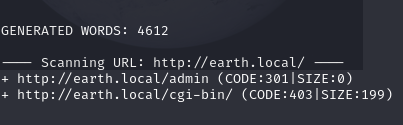 GENERATED WORDS: 4612
---- Scanning URL: http://earth.local/ ----
+ http://earth.local/admin (CODE:301|SIZE:0)
+ http://earth.local/cgi-bin/ (CODE:403|SIZE:199)